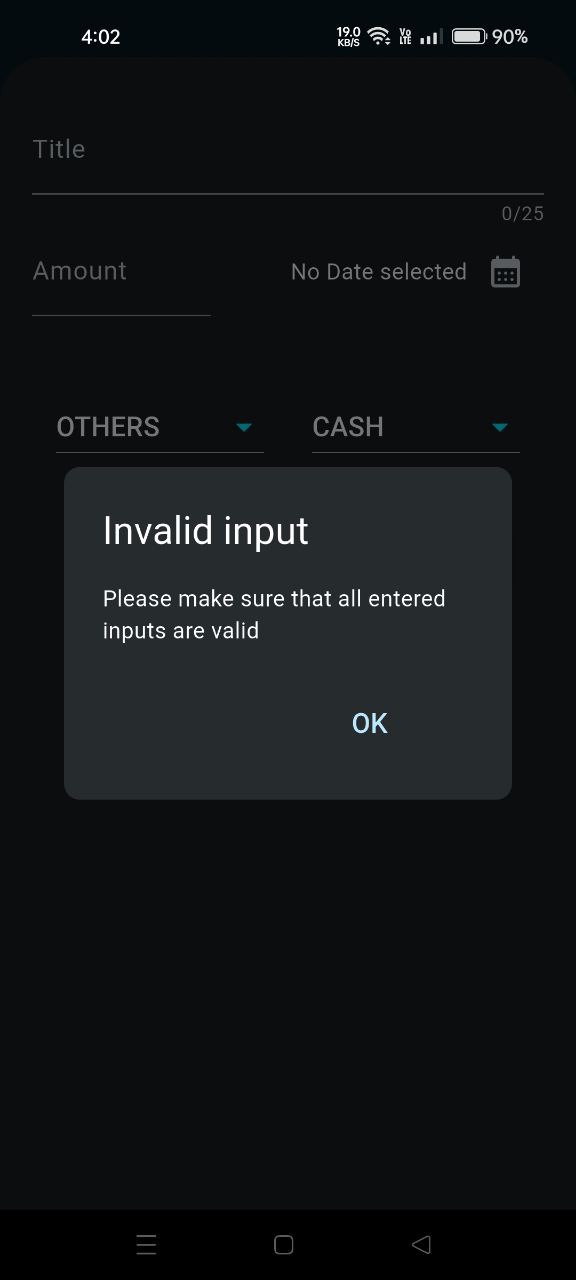 4:02
19.0
KB/S
Vo
LTE
90%
Title
0/25
Amount
No Date selected
OTHERS
CASH
Invalid input
Please make sure that all entered
inputs are valid
OK